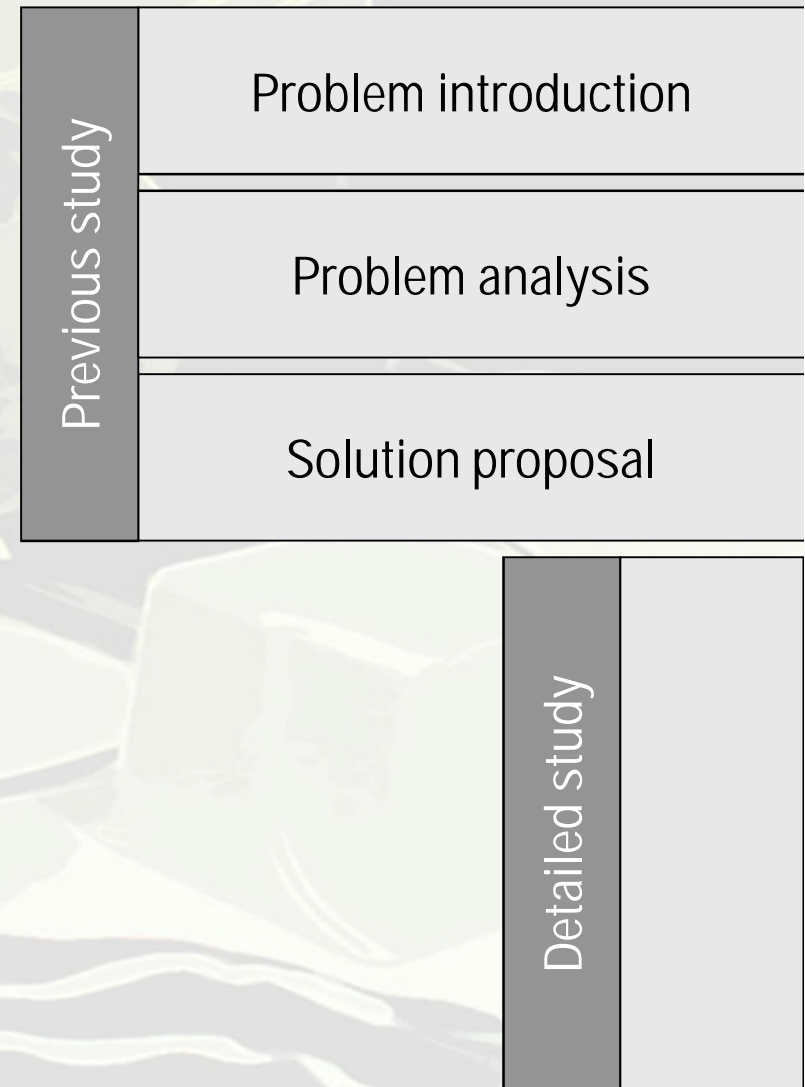 Previous study
Problem introduction
Problem analysis
Solution proposal
Detailed study